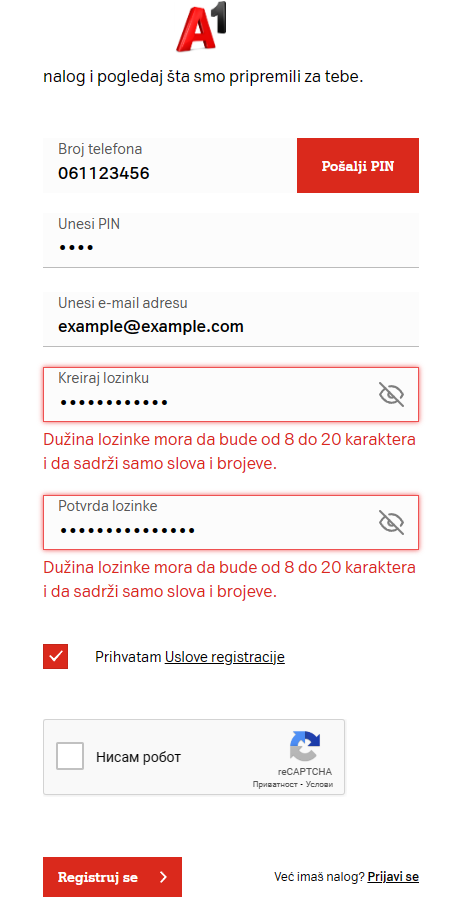 A1
nalog i pogledaj šta smo pripremili za tebe.
Broj telefona
061123456
Pošalji PIN
Unesi PIN
••••
Unesi e-mail adresu
example@example.com
Kreiraj lozinku
••••••••••••
Dužina lozinke mora da bude od 8 do 20 karaktera
i da sadrži samo slova i brojeve.
Potvrda lozinke
•••••••••••••••
Dužina lozinke mora da bude od 8 do 20 karaktera
i da sadrži samo slova i brojeve.
Prihvatam Uslove registracije
Нисам робот
reCAPTCHA
Приватност - Услови
Registruj se
Već imaš nalog? Prijavi se